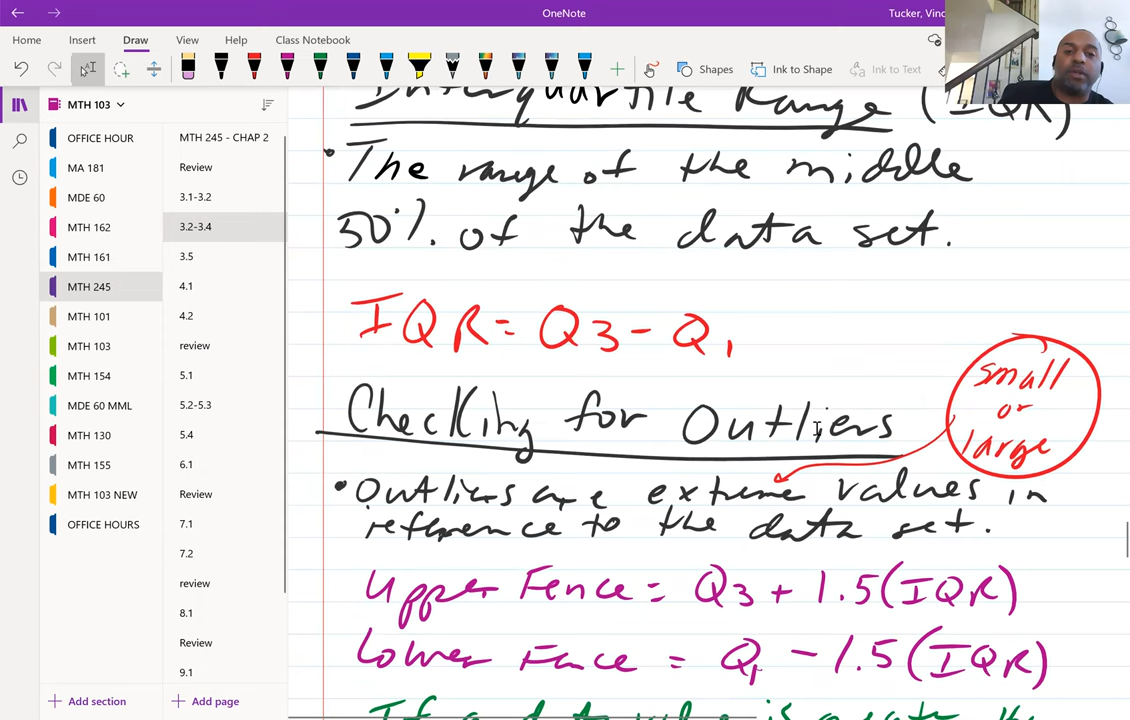 OneNote
Tucker, Vinc
Home Insert Draw View Help Class Notebook
Shapes Ink to Shape Ink to Text
MTH 103
OFFICE HOUR
MA 181
MDE 60
MTH 162
MTH 161
MTH 245
MTH 101
MTH 103
MTH 154
MDE 60 MML
MTH 130
MTH 155
MTH 103 NEW
OFFICE HOURS
Add section
MTH 245 - CHAP 2
Review
3.1-3.2
3.2-3.4
3.5
4.1
4.2
review
5.1
5.2-5.3
5.4
6.1
Review
7.1
7.2
review
8.1
Review
9.1
Add page
Interquartile Range (IQR)
• The range of the middle
50% of the data set.
IQR = Q3 - Q1
Checking for Outliers
small
or
large
• Outliers are extreme values in
reference to the data set.
Upper Fence = Q3 + 1.5(IQR)
Lower Fence = Q1 - 1.5(IQR)
If a data value is